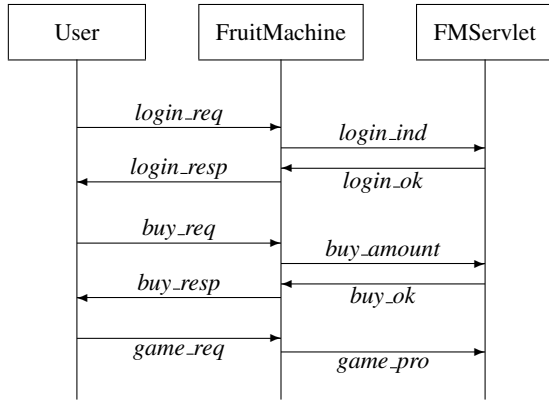 User FruitMachine FMServlet
login_req
login_ind
login_resp
login_ok
buy_req
buy_amount
buy_resp
buy_ok
game_req
game_pro